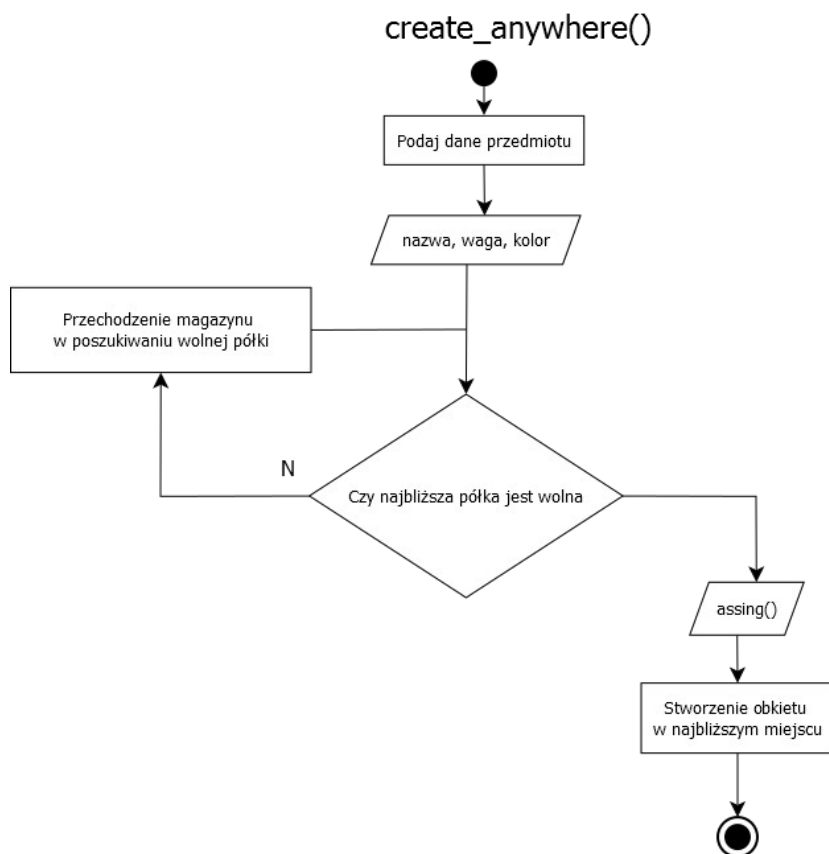 create_anywhere()
Podaj dane przedmiotu
nazwa, waga, kolor
Przechodzenie magazynu
w poszukiwaniu wolnej półki
N
Czy najbliższa półka jest wolna
assing()
Stworzenie obkietu
w najbliższym miejscu